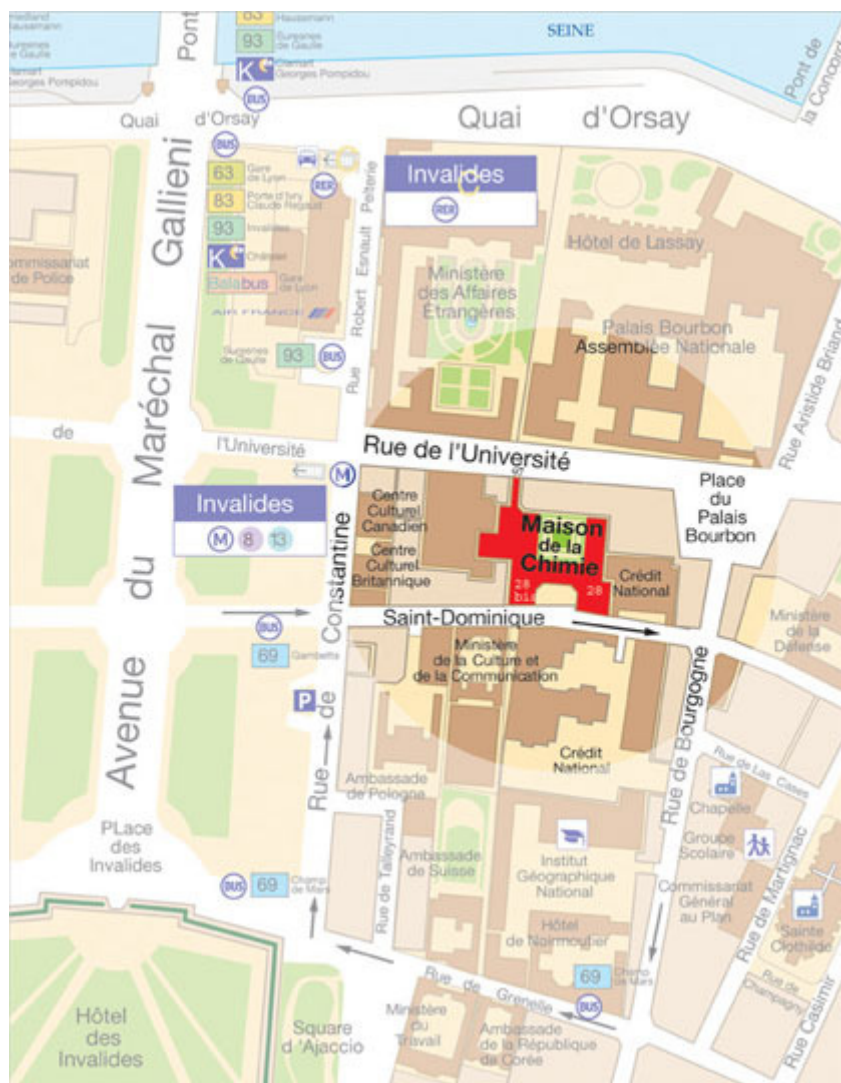 83
Haussmann
93
Suresnes
de Gaulle
K
Clamart
Georges Pompidou
BUS
Pont
SEINE
Pont de
la Concord
Quai d'Orsay
Quai d'Orsay
BUS
63
Gare
de Lyon
83
Porte d'Ivry
Claude Regaud
93
Invalides
K
Châtelet
Balabus
Gare
de Lyon
AIR FRANCE
RER
Invalides
RER
Suresnes
de Gaulle
93
BUS
Rue Robert Esnault Pelterie
Hôtel de Lassay
Ministère
des Affaires
Étrangères
Palais Bourbon
Assemblée Nationale
Rue Aristide Briand
ommissariat
de Police
Avenue du Maréchal Gallieni
de
l'Université
Rue de l'Université
M
Invalides
M 8 13
Centre
Culturel
Canadien
Centre
Culturel
Britannique
Maison
de la
Chimie
28
bis
28
Crédit
National
Place
du
Palais
Bourbon
Saint-Dominique
BUS
69
Gambetta
P
Rue de Constantine
Ministère
de la Culture et
de la Communication
Ministère
de la
Défense
Crédit
National
Rue de Bourgogne
Ambassade
de Pologne
Rue de Las Cases
Chapelle
Groupe
Scolaire
PLace
des
Invalides
Rue de Talleyrand
Ambassade
de Suisse
Institut
Géographique
National
Commissariat
Général
au Plan
Rue de Martignac
BUS
69
Champ
de Mars
Hôtel
de Noirmoutier
Sainte
Clothilde
69
Champ
de Mars
BUS
Rue de Grenelle
Rue de
Champagny
Rue Casimir
Hôtel
des
Invalides
Square
d 'Ajaccio
Ministère
du
Travail
Ambassade
de la République
de Corée